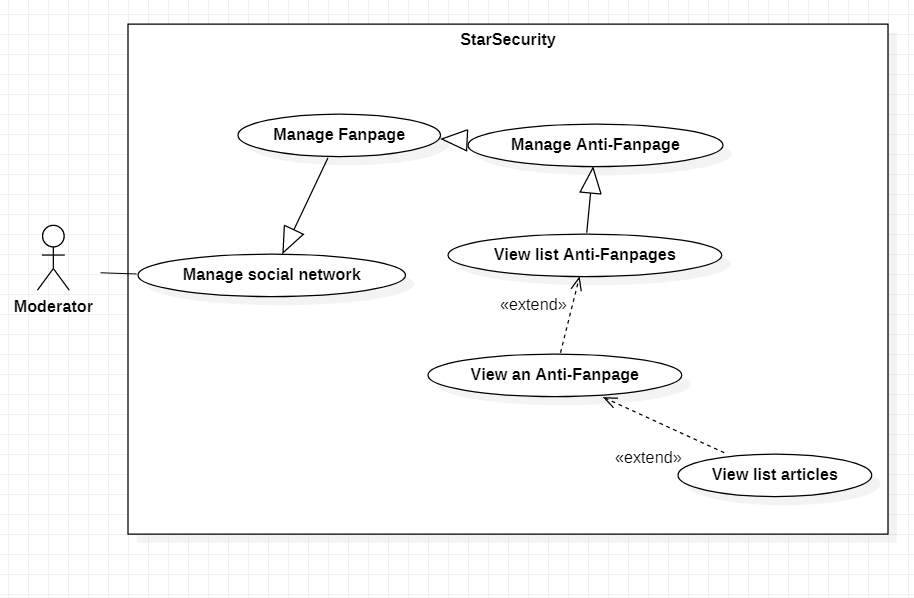 StarSecurity
Manage Fanpage
Manage Anti-Fanpage
View list Anti-Fanpages
Manage social network
Moderator
«extend»
View an Anti-Fanpage
«extend»
View list articles